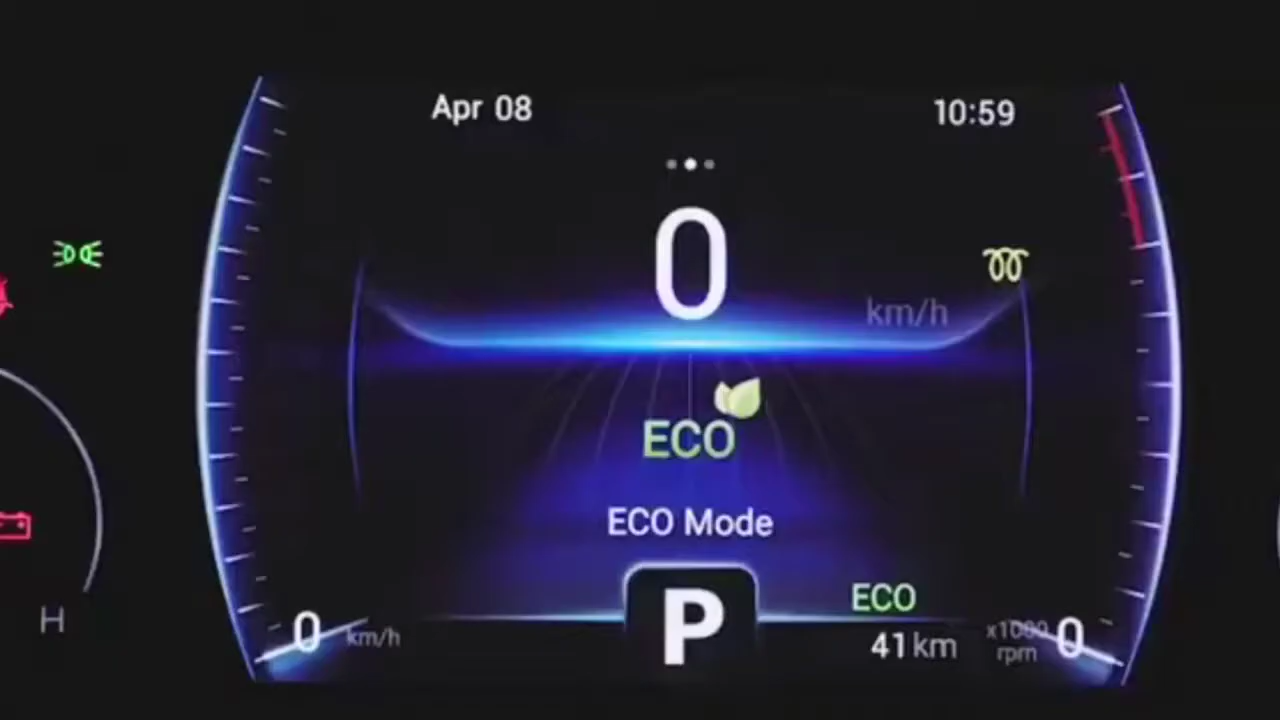 Apr 08
10:59
0
km/h
ECO
ECO Mode
P
ECO
0 km/h
41 km
x1000 rpm
0
H